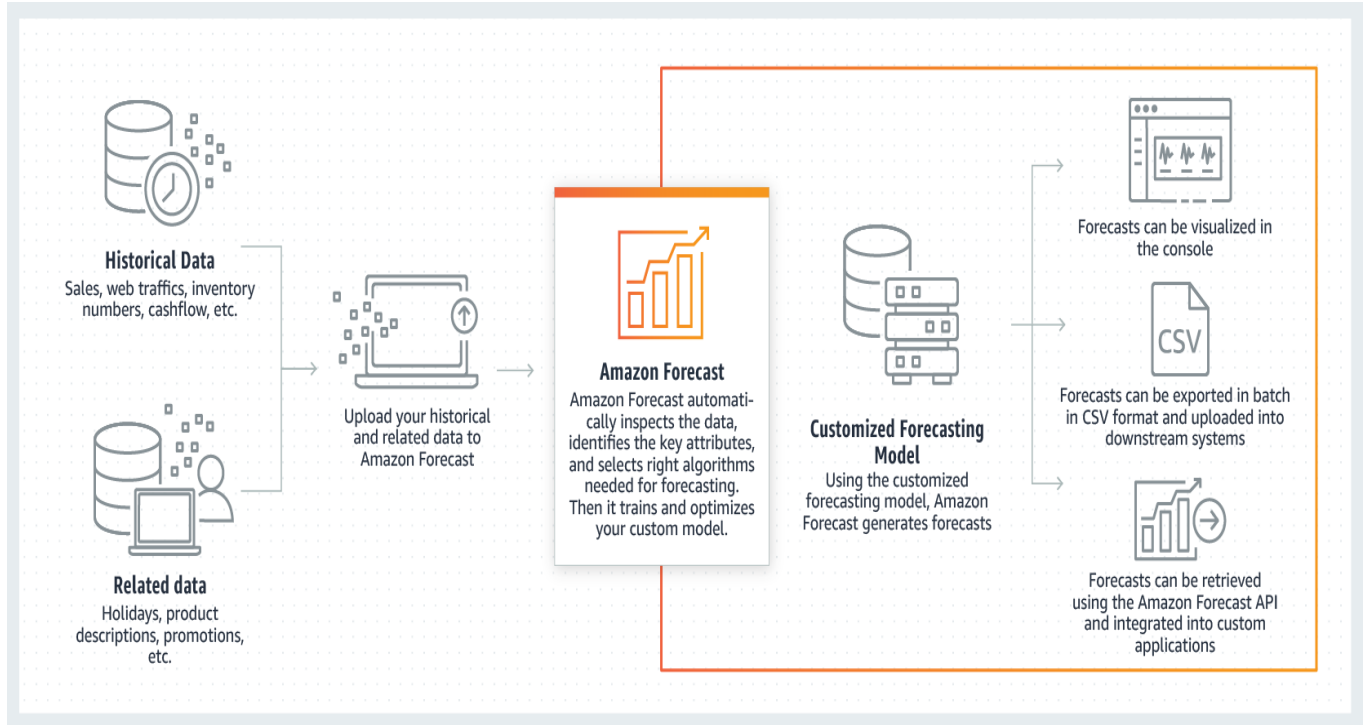 Historical Data
Sales, web traffics, inventory
numbers, cashflow, etc.
Related data
Holidays, product
descriptions, promotions,
etc.
Upload your historical
and related data to
Amazon Forecast
Amazon Forecast
Amazon Forecast automati-
cally inspects the data,
identifies the key attributes,
and selects right algorithms
needed for forecasting.
Then it trains and optimizes
your custom model.
Customized Forecasting
Model
Using the customized
forecasting model, Amazon
Forecast generates forecasts
Forecasts can be visualized in
the console
CSV
Forecasts can be exported in batch
in CSV format and uploaded into
downstream systems
Forecasts can be retrieved
using the Amazon Forecast API
and integrated into custom
applications